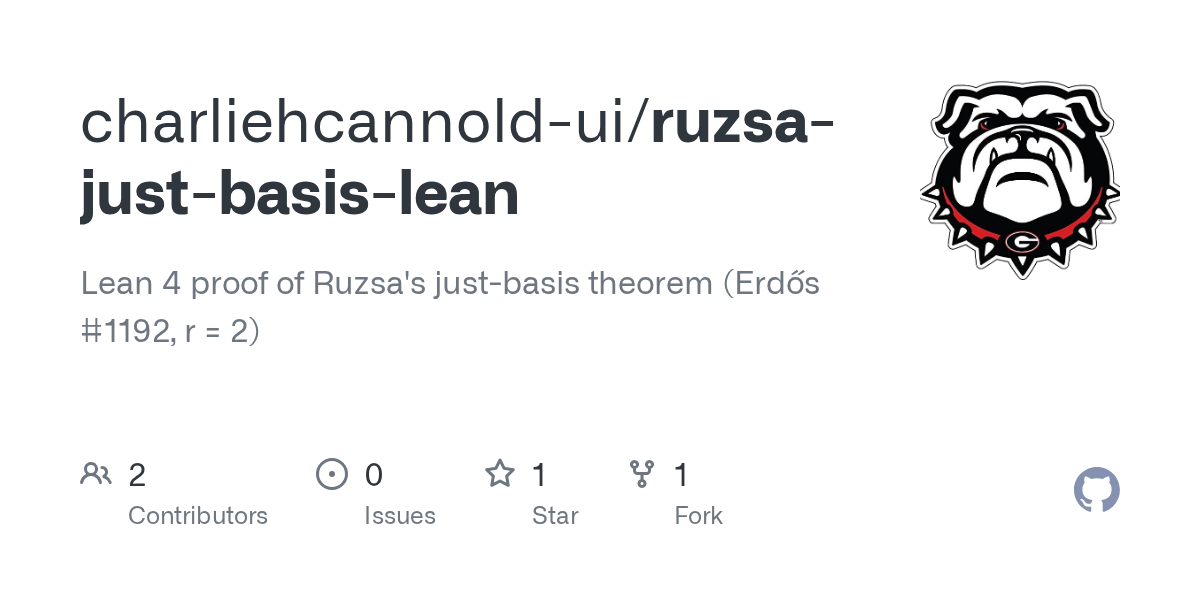 charliehcannold-ui/ruzsa-
just-basis-lean
Lean 4 proof of Ruzsa's just-basis theorem (Erdős
#1192, r = 2)
G
2
Contributors
0
Issues
1
Star
1
Fork